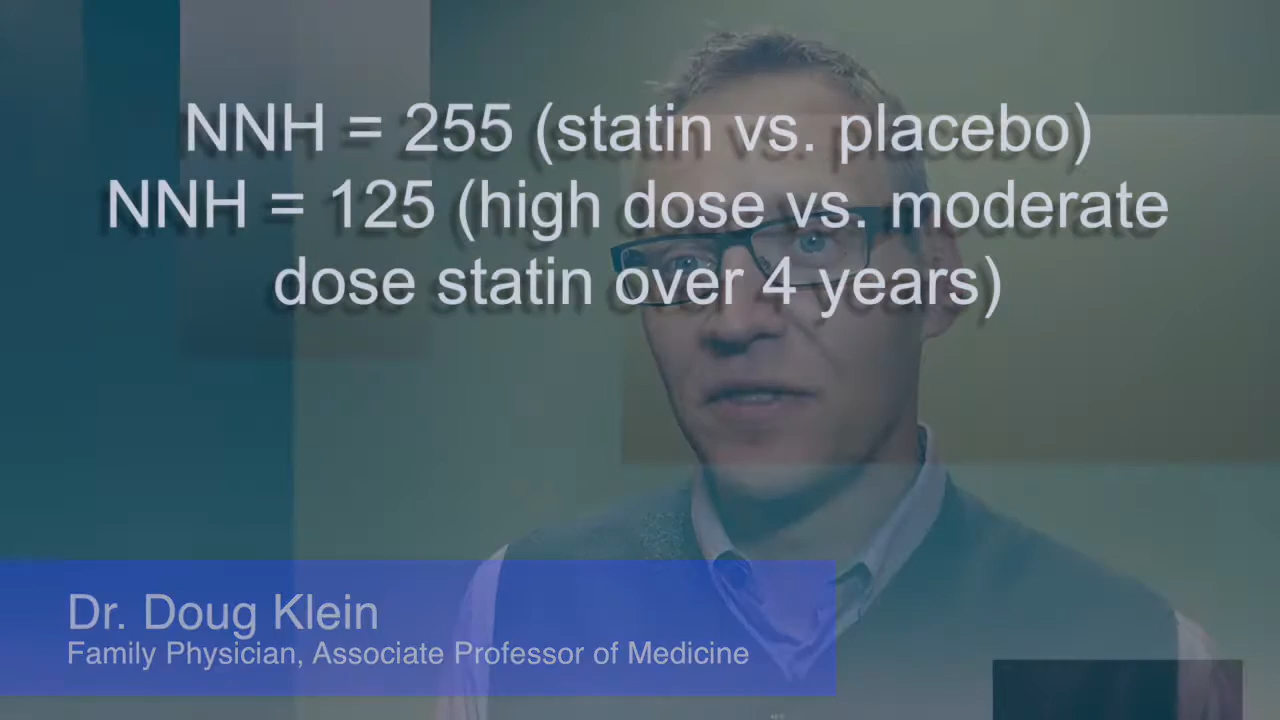 NNH = 255 (statin vs. placebo)
NNH = 125 (high dose vs. moderate
dose statin over 4 years)
Dr. Doug Klein
Family Physician, Associate Professor of Medicine